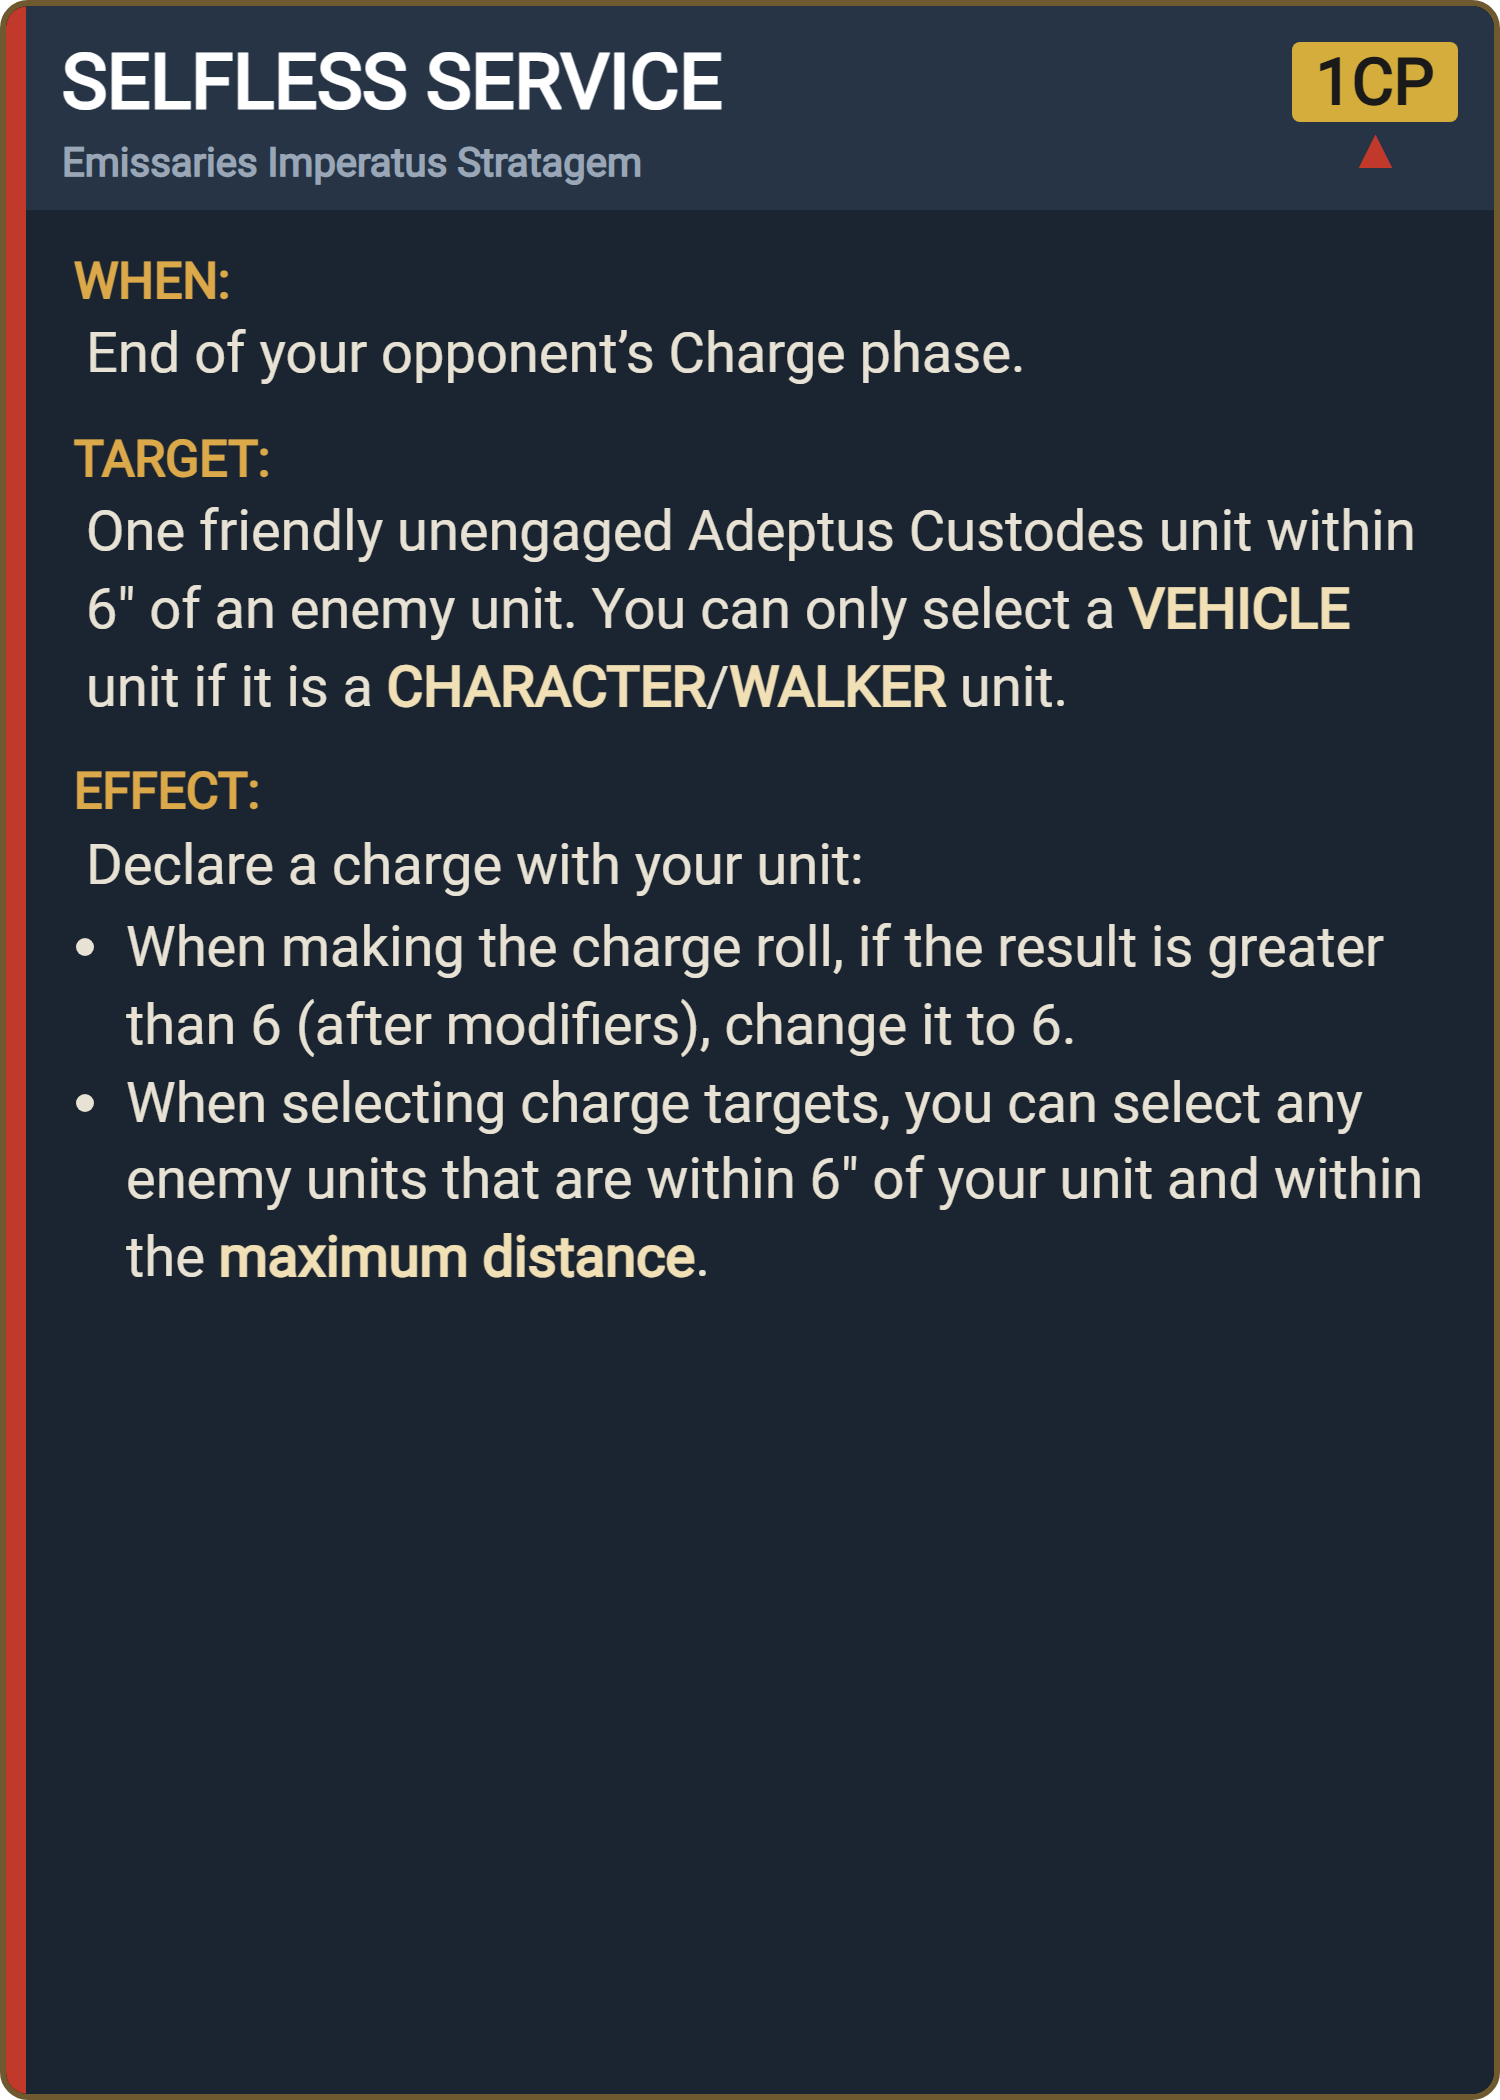 SELFLESS SERVICE
1CP
Emissaries Imperatus Stratagem
WHEN:
End of your opponent’s Charge phase.
TARGET:
One friendly unengaged Adeptus Custodes unit within
6" of an enemy unit. You can only select a VEHICLE
unit if it is a CHARACTER/WALKER unit.
EFFECT:
Declare a charge with your unit:
• When making the charge roll, if the result is greater
than 6 (after modifiers), change it to 6.
• When selecting charge targets, you can select any
enemy units that are within 6" of your unit and within
the maximum distance.